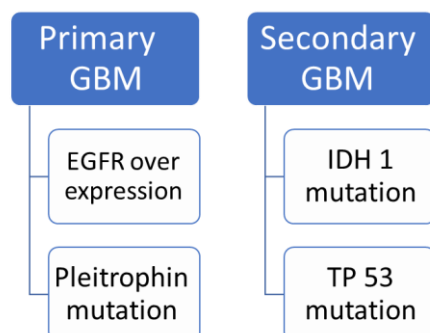 Primary
GBM
EGFR over
expression
Pleitrophin
mutation
Secondary
GBM
IDH 1
mutation
TP 53
mutation